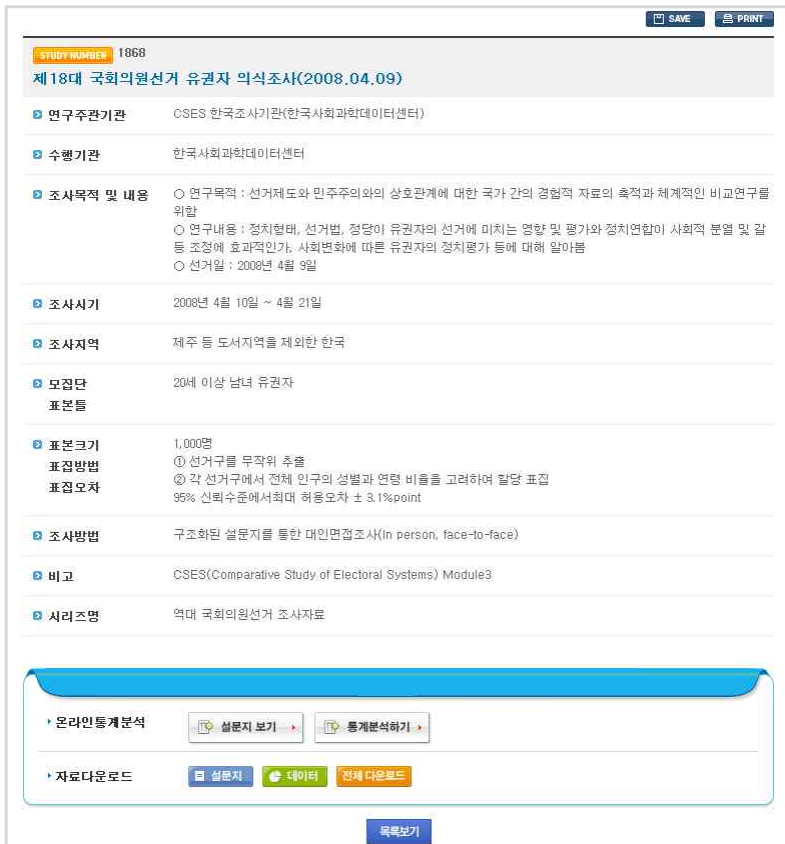 SAVE PRINT
STUDY NUMBER 1868
제18대 국회의원선거 유권자 의식조사(2008.04.09)
연구주관기관 CSES 한국조사기관(한국사회과학데이터센터)
수행기관 한국사회과학데이터센터
조사목적 및 내용 ○ 연구목적 : 선거제도와 민주주의와의 상호관계에 대한 국가 간의 경험적 자료의 축적과 체계적인 비교연구를
위함
○ 연구내용 : 정치형태, 선거법, 정당이 유권자의 선거에 미치는 영향 및 평가와 정치연합이 사회적 분열 및 갈
등 조정에 효과적인가, 사회변화에 따른 유권자의 정치평가 등에 대해 알아봄
○ 선거일 : 2008년 4월 9일
조사시기 2008년 4월 10일 ~ 4월 21일
조사지역 제주 등 도서지역을 제외한 한국
모집단 20세 이상 남녀 유권자
표본틀
표본크기 1,000명
표집방법 ① 선거구를 무작위 추출
표집오차 ② 각 선거구에서 전체 인구의 성별과 연령 비율을 고려하여 할당 표집
95% 신뢰수준에서최대 허용오차 ± 3.1%point
조사방법 구조화된 설문지를 통한 대인면접조사(In person, face-to-face)
비고 CSES(Comparative Study of Electoral Systems) Module3
시리즈명 역대 국회의원선거 조사자료
온라인통계분석 설문지 보기 통계분석하기
자료다운로드 설문지 데이터 전체 다운로드
목록보기